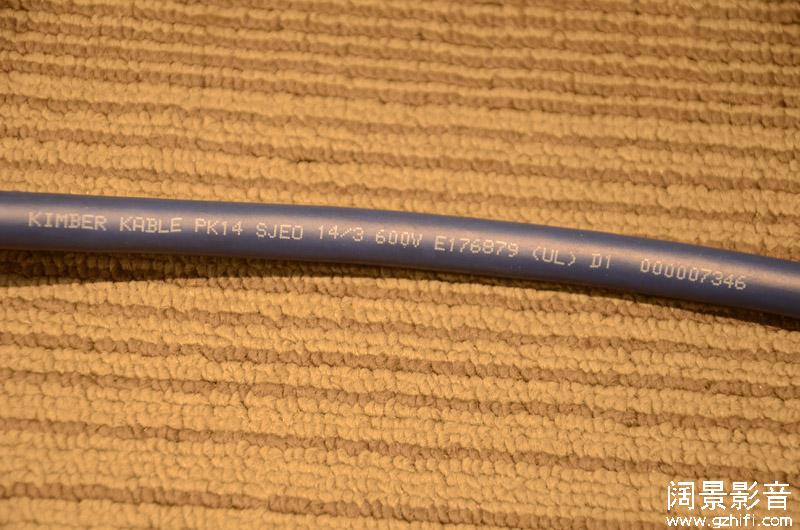 KIMBER KABLE PK14 SJEO 14/3 600V E176879 (UL) D1 000007346
阔景影音
www.gzhifi.com